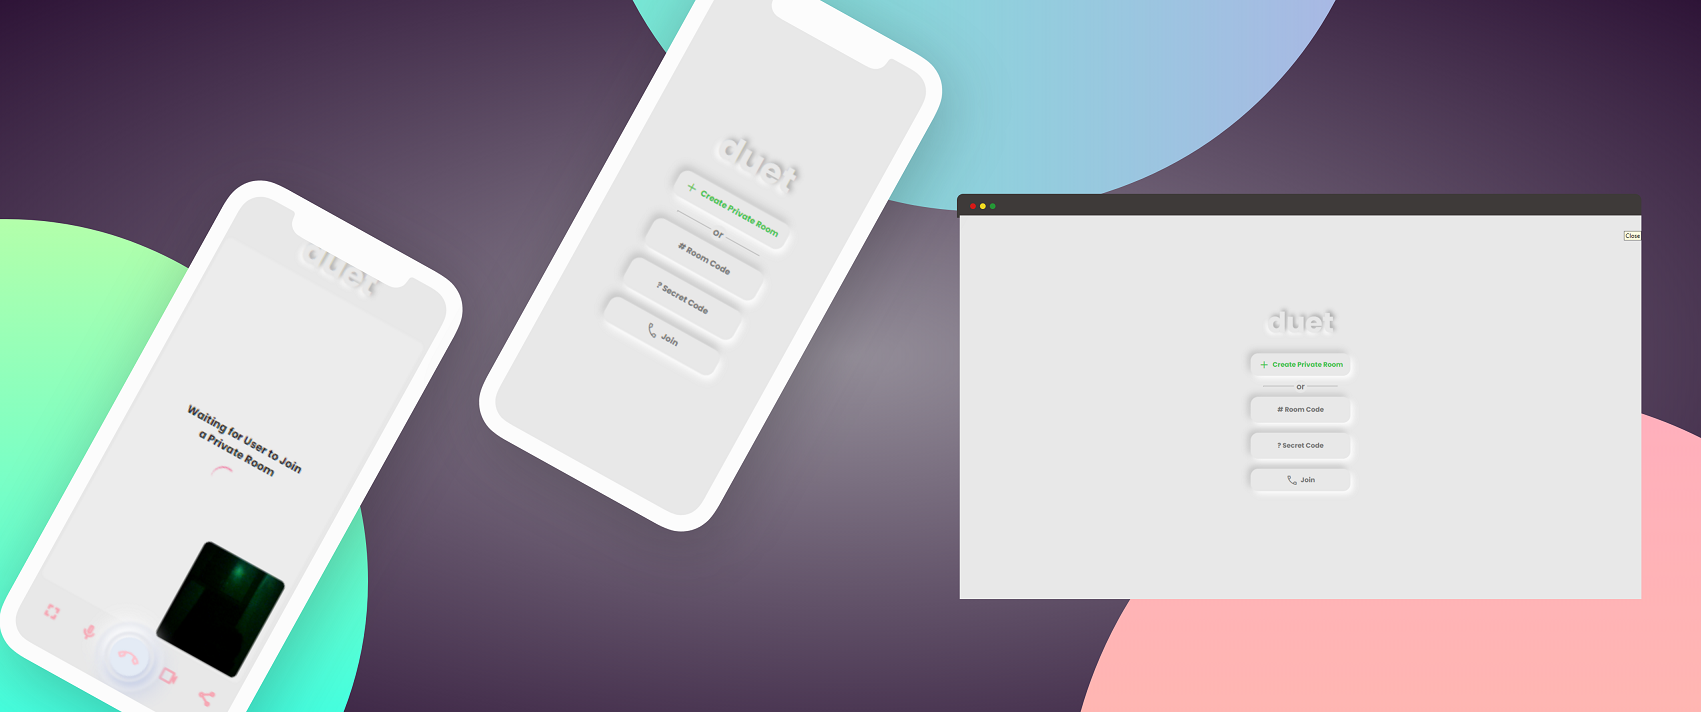 duet
Waiting for User to Join
a Private Room
duet
+ Create Private Room
or
# Room Code
? Secret Code
Join
Close
duet
+ Create Private Room
or
# Room Code
? Secret Code
Join